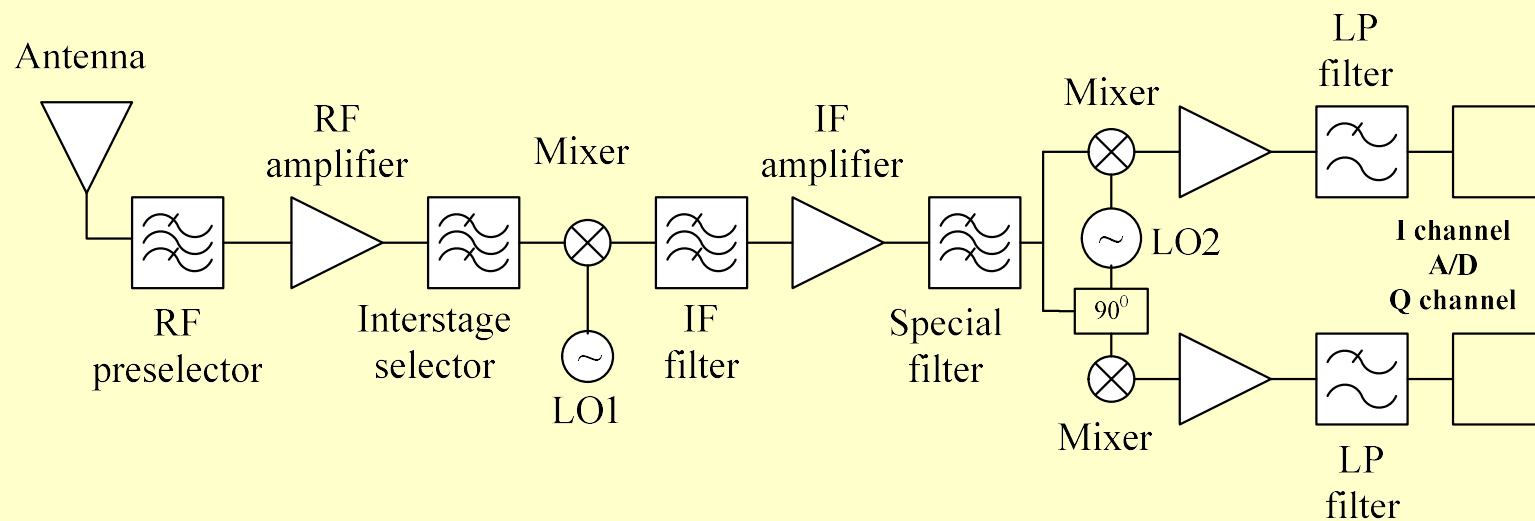 Antenna
RF
preselector
RF
amplifier
Interstage
selector
Mixer
~
LO1
IF
filter
IF
amplifier
Special
filter
Mixer
~
LO2
90⁰
Mixer
LP
filter
I channel
A/D
Q channel
LP
filter